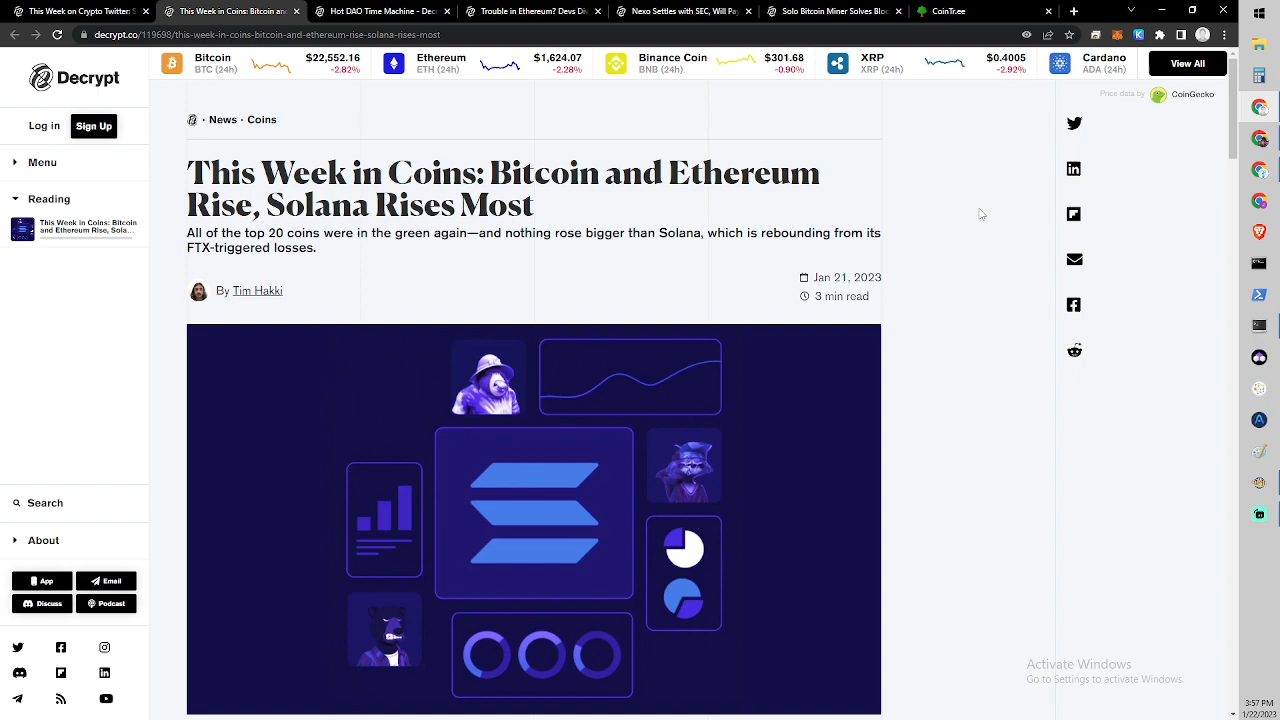 This Week on Crypto Twitter: S
This Week in Coins: Bitcoin and
Hot DAO Time Machine - Decr
Trouble in Ethereum? Devs Div
Nexo Settles with SEC, Will Pay
Solo Bitcoin Miner Solves Bloc
CoinTree
decrypt.co/119698/this-week-in-coins-bitcoin-and-ethereum-rise-solana-rises-most
Decrypt
Bitcoin $22,552.16
BTC (24h) -2.82%
Ethereum $1,624.07
ETH (24h) -2.28%
Binance Coin $301.68
BNB (24h) -0.90%
XRP $0.4005
XRP (24h) -2.92%
Cardano
ADA (24h)
View All
Price data by CoinGecko
Log in Sign Up
Menu
Reading
This Week in Coins: Bitcoin
and Ethereum Rise, Sola...
Search
About
App Email
Discuss Podcast
· News · Coins
This Week in Coins: Bitcoin and Ethereum
Rise, Solana Rises Most
All of the top 20 coins were in the green again—and nothing rose bigger than Solana, which is rebounding from its
FTX-triggered losses.
By Tim Hakki
Jan 21, 2023
3 min read
Activate Windows
Go to Settings to activate Windows.
3:57 PM
1/22/2023